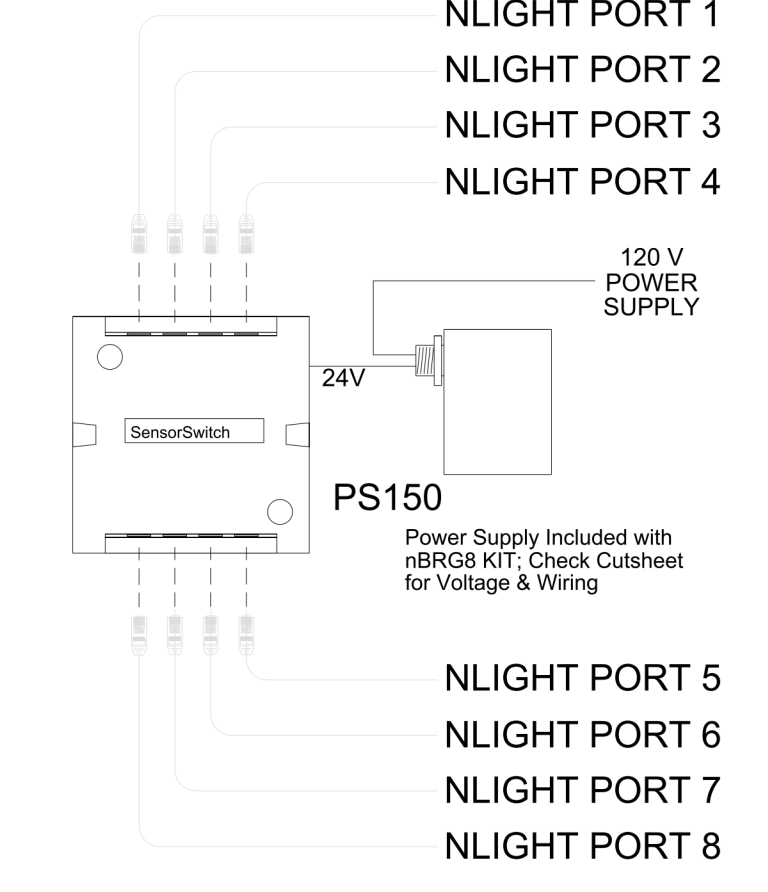 NLIGHT PORT 1
NLIGHT PORT 2
NLIGHT PORT 3
NLIGHT PORT 4
120 V
POWER
SUPPLY
24V
SensorSwitch
PS150
Power Supply Included with
nBRG8 KIT; Check Cutsheet
for Voltage & Wiring
NLIGHT PORT 5
NLIGHT PORT 6
NLIGHT PORT 7
NLIGHT PORT 8